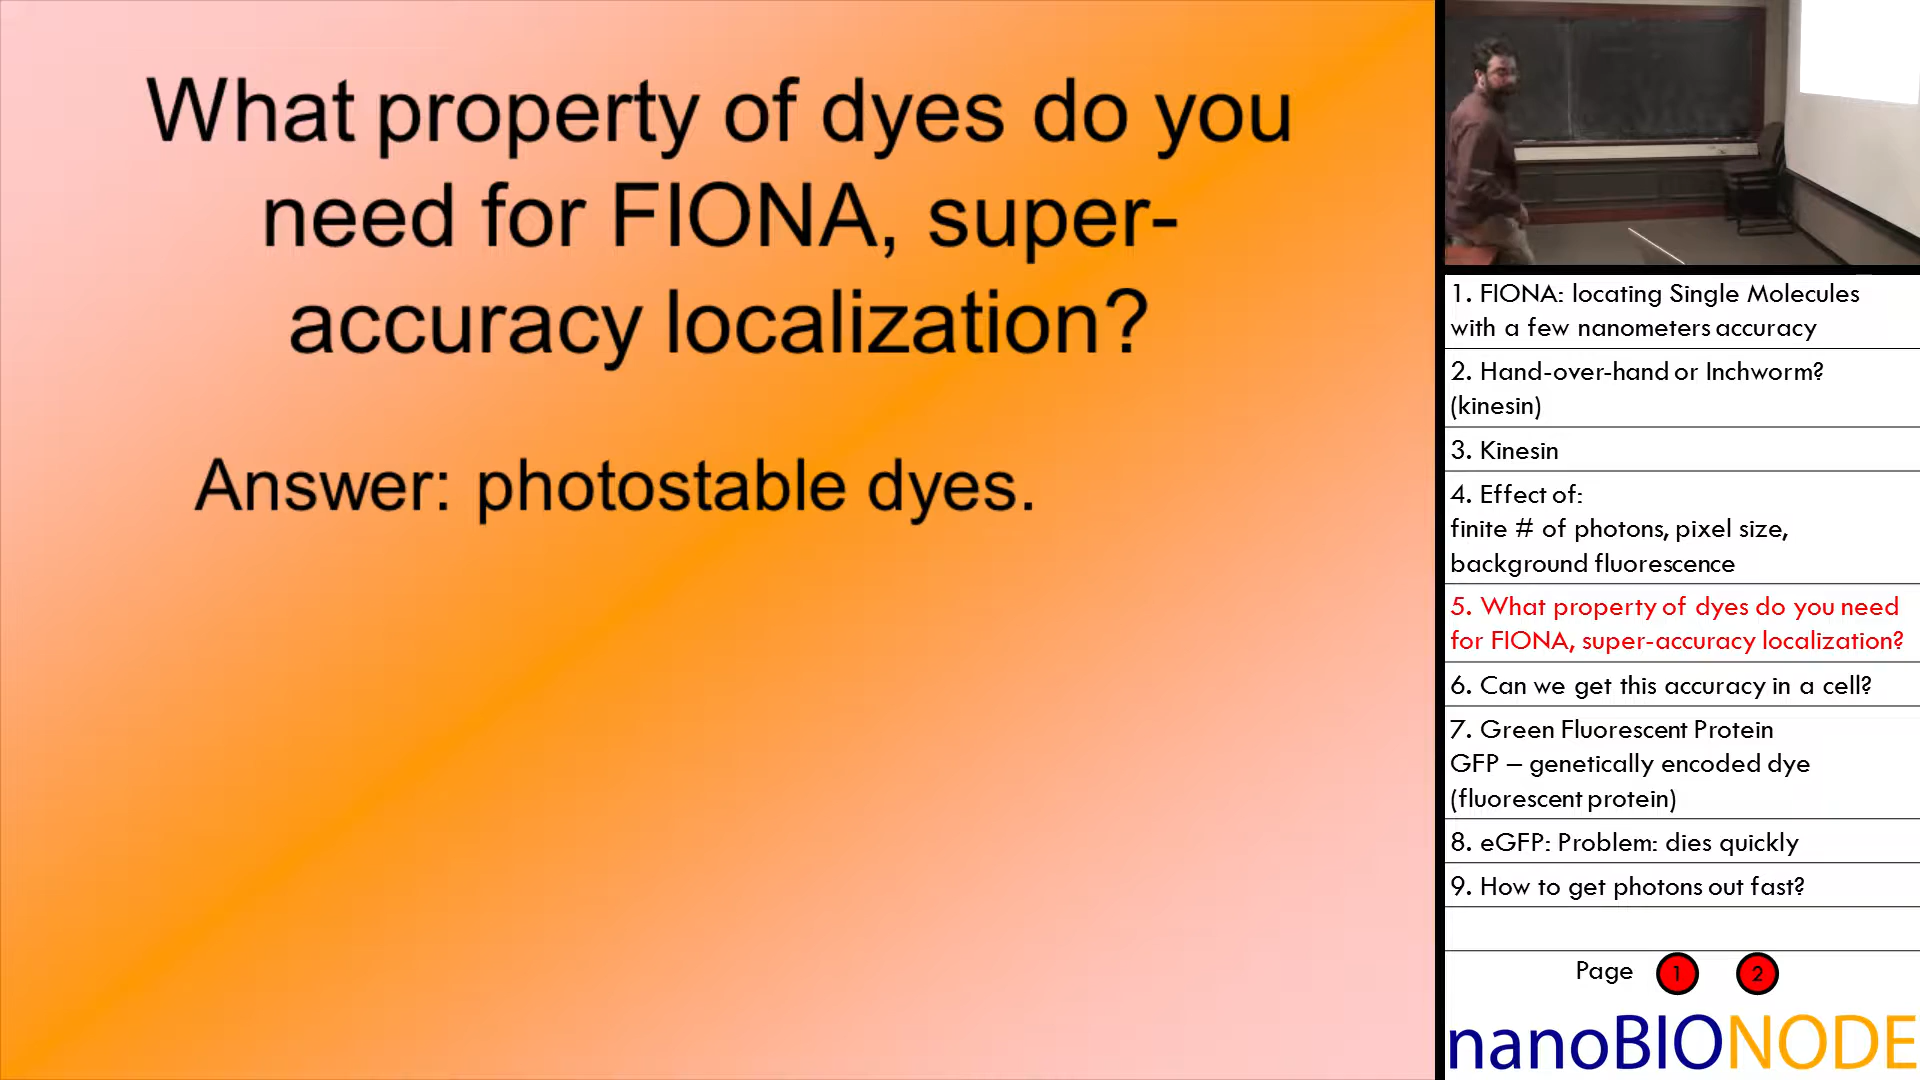 What property of dyes do you
need for FIONA, super-
accuracy localization?
Answer: photostable dyes.
1. FIONA: locating Single Molecules
with a few nanometers accuracy
2. Hand-over-hand or Inchworm?
(kinesin)
3. Kinesin
4. Effect of:
finite # of photons, pixel size,
background fluorescence
5. What property of dyes do you need
for FIONA, super-accuracy localization?
6. Can we get this accuracy in a cell?
7. Green Fluorescent Protein
GFP – genetically encoded dye
(fluorescent protein)
8. eGFP: Problem: dies quickly
9. How to get photons out fast?
Page 1 2
nanoBIONODE